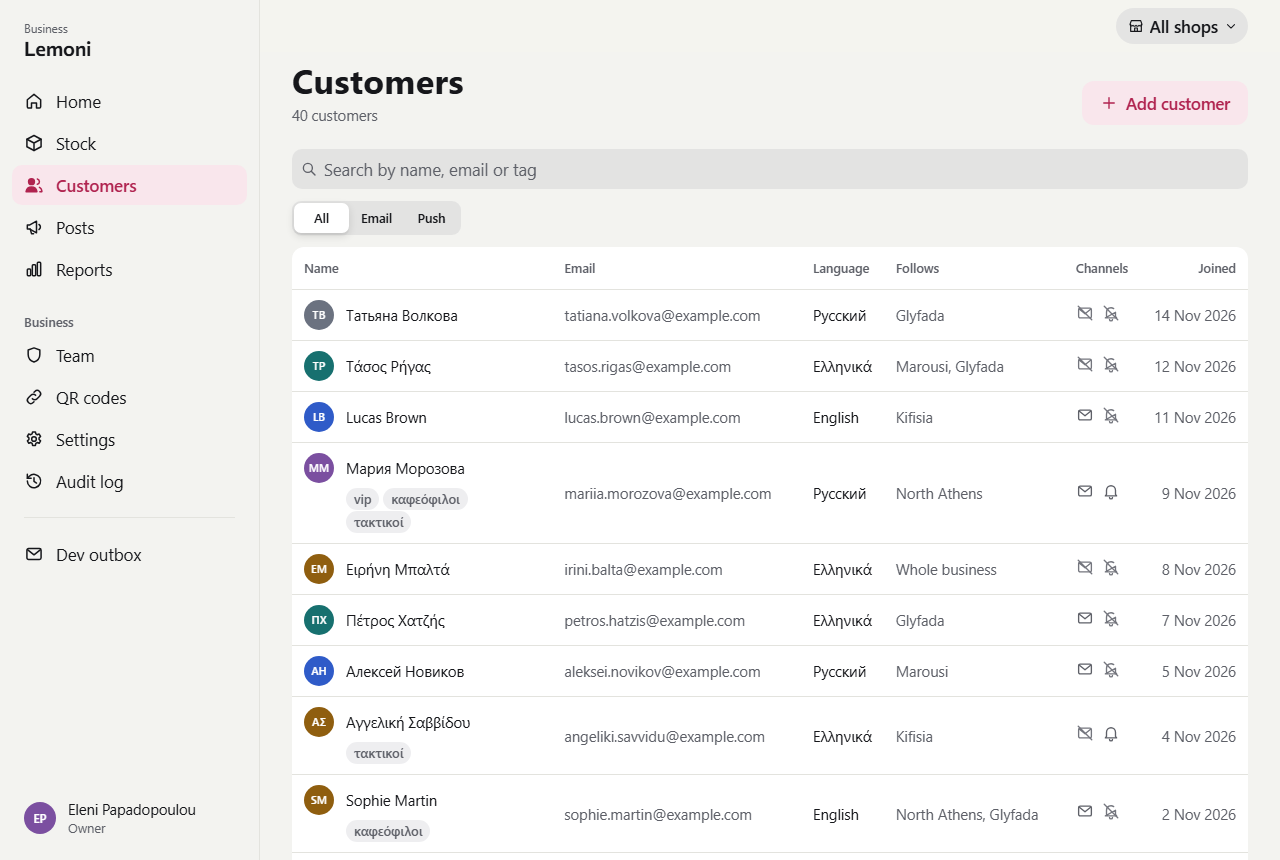 Business
Lemoni
Home
Stock
Customers
Posts
Reports
Business
Team
QR codes
Settings
Audit log
Dev outbox
EP
Eleni Papadopoulou
Owner
All shops
Customers
40 customers
Add customer
Search by name, email or tag
All Email Push
Name Email Language Follows Channels Joined
ТВ Татьяна Волкова tatiana.volkova@example.com Русский Glyfada 14 Nov 2026
ΤΡ Τάσος Ρήγας tasos.rigas@example.com Ελληνικά Marousi, Glyfada 12 Nov 2026
LB Lucas Brown lucas.brown@example.com English Kifisia 11 Nov 2026
ММ Мария Морозова mariia.morozova@example.com Русский North Athens 9 Nov 2026
vip καφεόφιλοι
τακτικοί
ΕΜ Ειρήνη Μπαλτά irini.balta@example.com Ελληνικά Whole business 8 Nov 2026
ΠΧ Πέτρος Χατζής petros.hatzis@example.com Ελληνικά Glyfada 7 Nov 2026
АН Алексей Новиков aleksei.novikov@example.com Русский Marousi 5 Nov 2026
ΑΣ Αγγελική Σαββίδου angeliki.savvidu@example.com Ελληνικά Kifisia 4 Nov 2026
τακτικοί
SM Sophie Martin sophie.martin@example.com English North Athens, Glyfada 2 Nov 2026
καφεόφιλοι